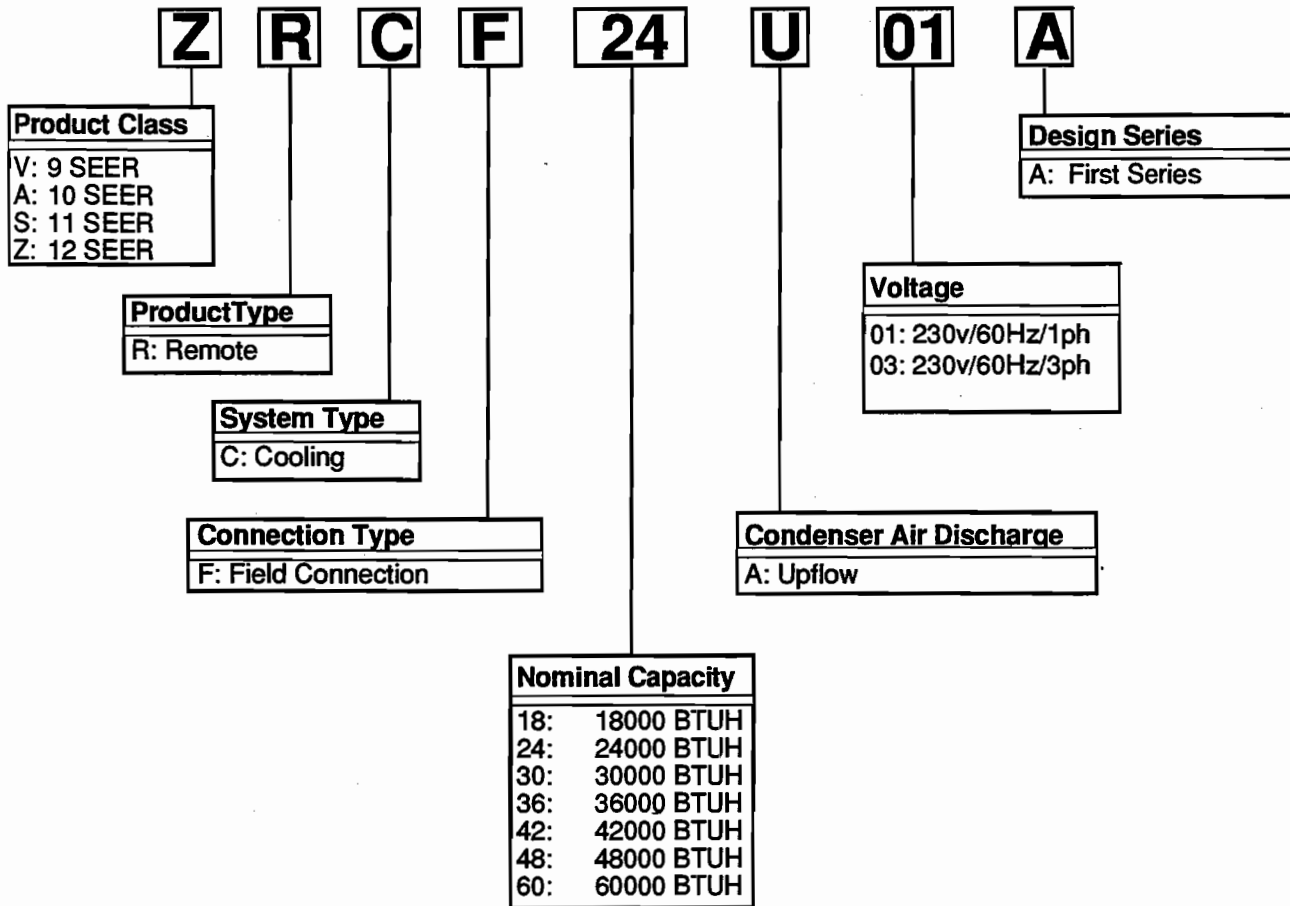 Z R C F 24 U 01 A
Product Class
V: 9 SEER
A: 10 SEER
S: 11 SEER
Z: 12 SEER
Design Series
A: First Series
ProductType
R: Remote
Voltage
01: 230v/60Hz/1ph
03: 230v/60Hz/3ph
System Type
C: Cooling
Connection Type
F: Field Connection
Condenser Air Discharge
A: Upflow
Nominal Capacity
18: 18000 BTUH
24: 24000 BTUH
30: 30000 BTUH
36: 36000 BTUH
42: 42000 BTUH
48: 48000 BTUH
60: 60000 BTUH